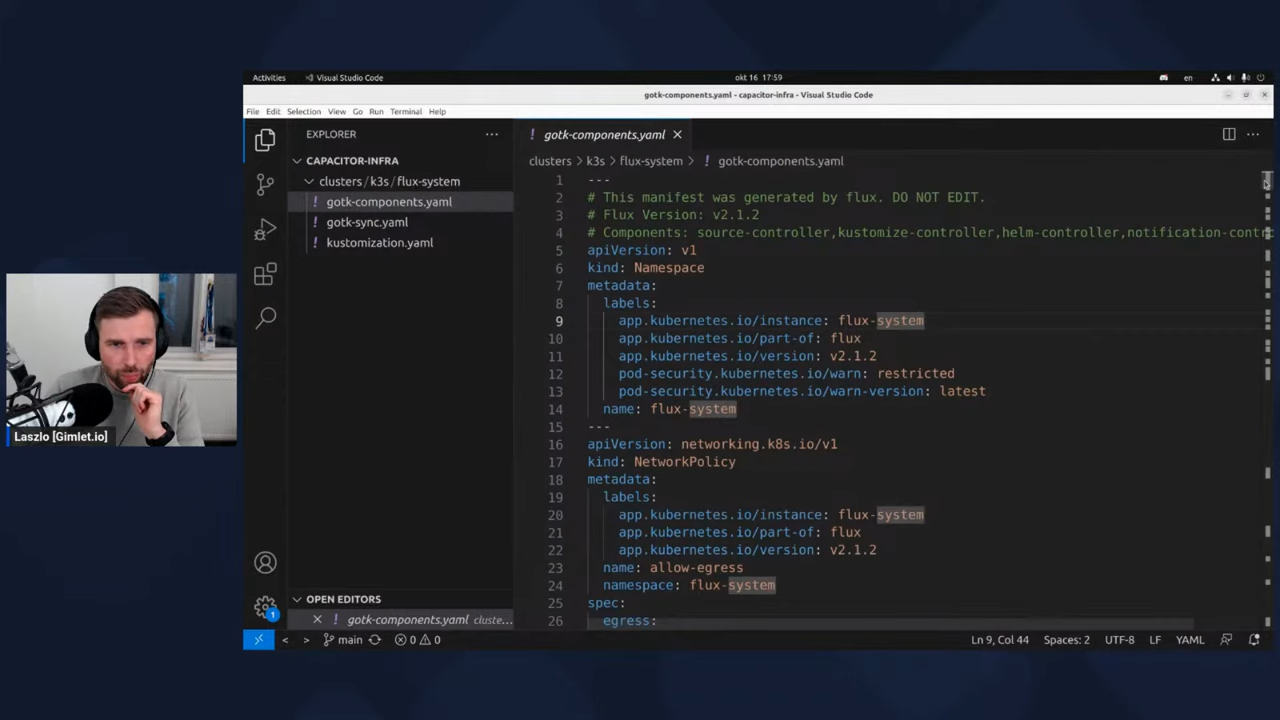 Activities
Visual Studio Code
okt 16 17:59
en
gotk-components.yaml - capacitor-infra - Visual Studio Code
File Edit Selection View Go Run Terminal Help
EXPLORER
CAPACITOR-INFRA
clusters / k3s / flux-system
gotk-components.yaml
gotk-sync.yaml
kustomization.yaml
OPEN EDITORS
gotk-components.yaml cluste...
gotk-components.yaml
clusters > k3s > flux-system > ! gotk-components.yaml
1 ---
2 # This manifest was generated by flux. DO NOT EDIT.
3 # Flux Version: v2.1.2
4 # Components: source-controller,kustomize-controller,helm-controller,notification-contr
5 apiVersion: v1
6 kind: Namespace
7 metadata:
8 labels:
9 app.kubernetes.io/instance: flux-system
10 app.kubernetes.io/part-of: flux
11 app.kubernetes.io/version: v2.1.2
12 pod-security.kubernetes.io/warn: restricted
13 pod-security.kubernetes.io/warn-version: latest
14 name: flux-system
15 ---
16 apiVersion: networking.k8s.io/v1
17 kind: NetworkPolicy
18 metadata:
19 labels:
20 app.kubernetes.io/instance: flux-system
21 app.kubernetes.io/part-of: flux
22 app.kubernetes.io/version: v2.1.2
23 name: allow-egress
24 namespace: flux-system
25 spec:
26 egress:
Laszlo [Gimlet.io]
1
main
0 0
Ln 9, Col 44 Spaces: 2 UTF-8 LF YAML